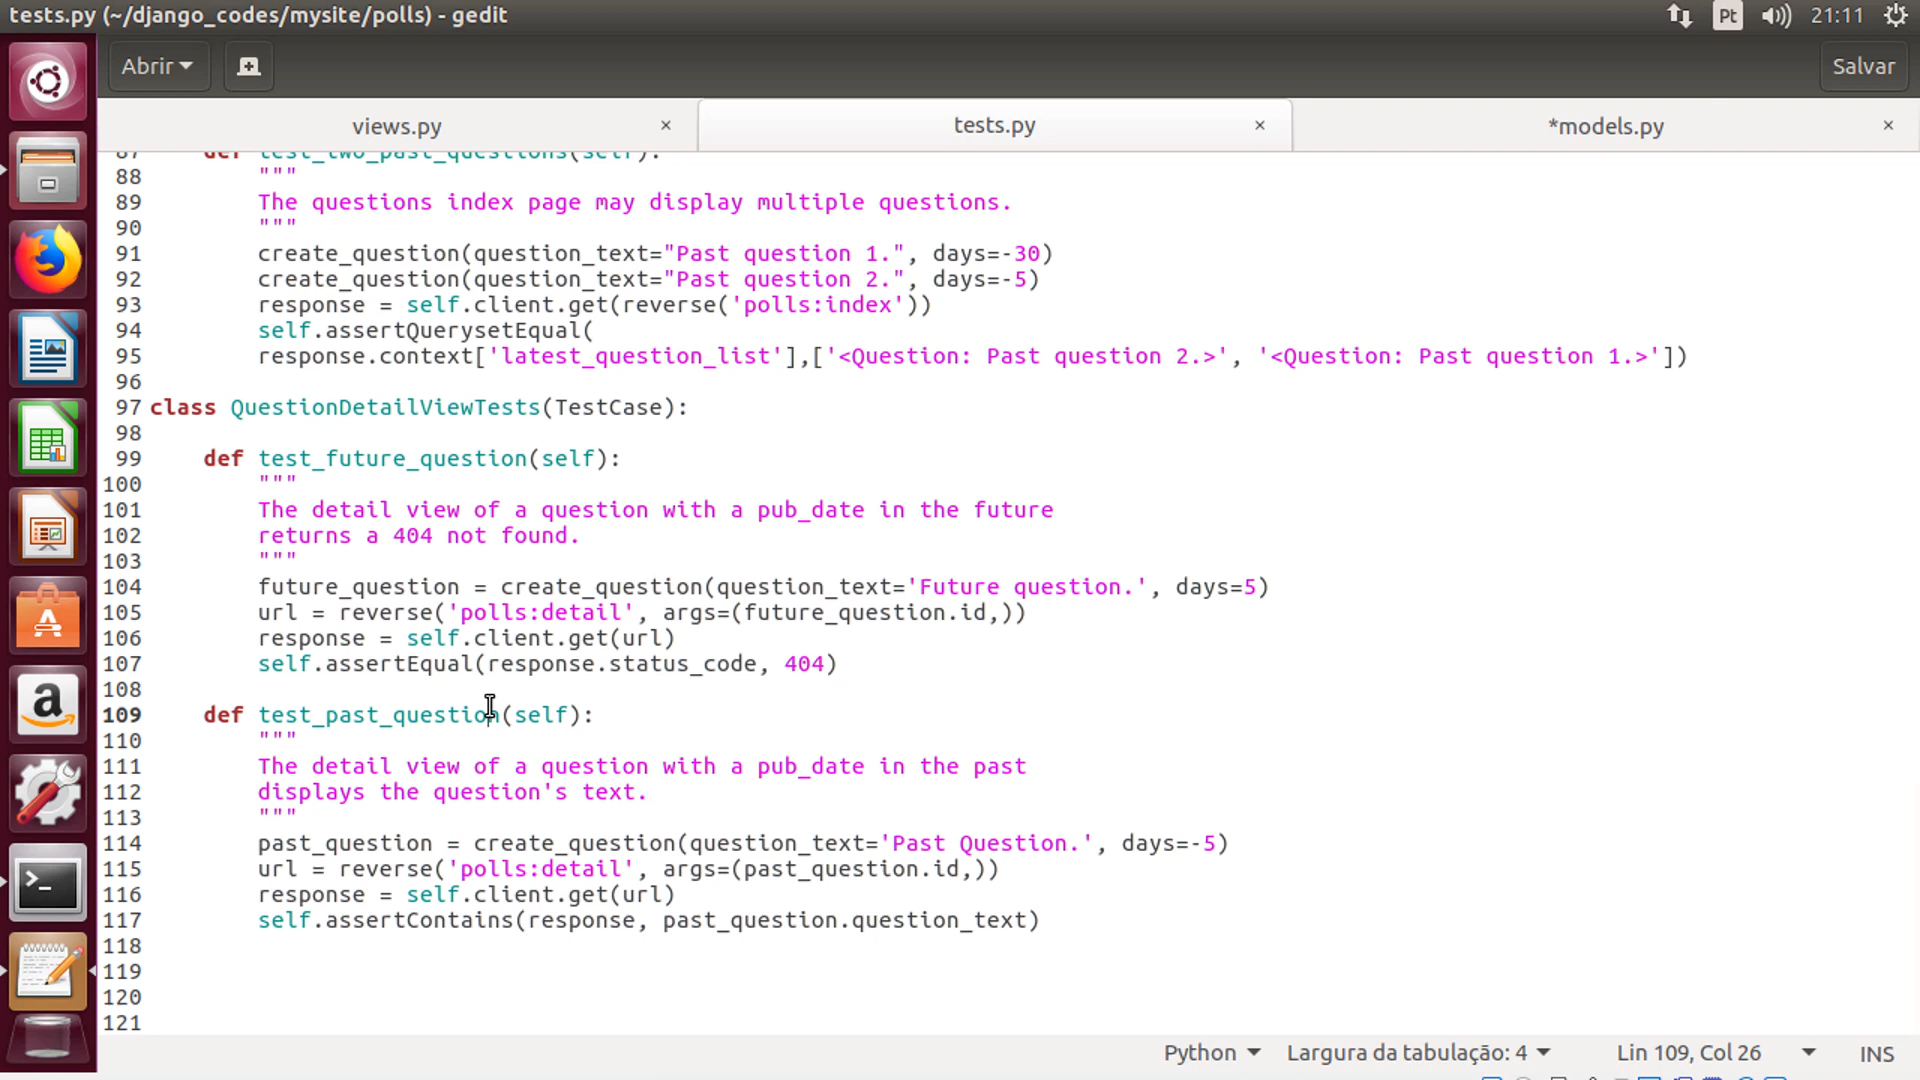 tests.py (~/django_codes/mysite/polls) - gedit
Pt 21:11
Abrir
Salvar
views.py × tests.py × *models.py ×
87 def test_two_past_questions(self):
88 """
89 The questions index page may display multiple questions.
90 """
91 create_question(question_text="Past question 1.", days=-30)
92 create_question(question_text="Past question 2.", days=-5)
93 response = self.client.get(reverse('polls:index'))
94 self.assertQuerysetEqual(
95 response.context['latest_question_list'],['<Question: Past question 2.>', '<Question: Past question 1.>'])
96
97 class QuestionDetailViewTests(TestCase):
98
99 def test_future_question(self):
100 """
101 The detail view of a question with a pub_date in the future
102 returns a 404 not found.
103 """
104 future_question = create_question(question_text='Future question.', days=5)
105 url = reverse('polls:detail', args=(future_question.id,))
106 response = self.client.get(url)
107 self.assertEqual(response.status_code, 404)
108
109 def test_past_question(self):
110 """
111 The detail view of a question with a pub_date in the past
112 displays the question's text.
113 """
114 past_question = create_question(question_text='Past Question.', days=-5)
115 url = reverse('polls:detail', args=(past_question.id,))
116 response = self.client.get(url)
117 self.assertContains(response, past_question.question_text)
118
119
120
121
Python Largura da tabulação: 4 Lin 109, Col 26 INS